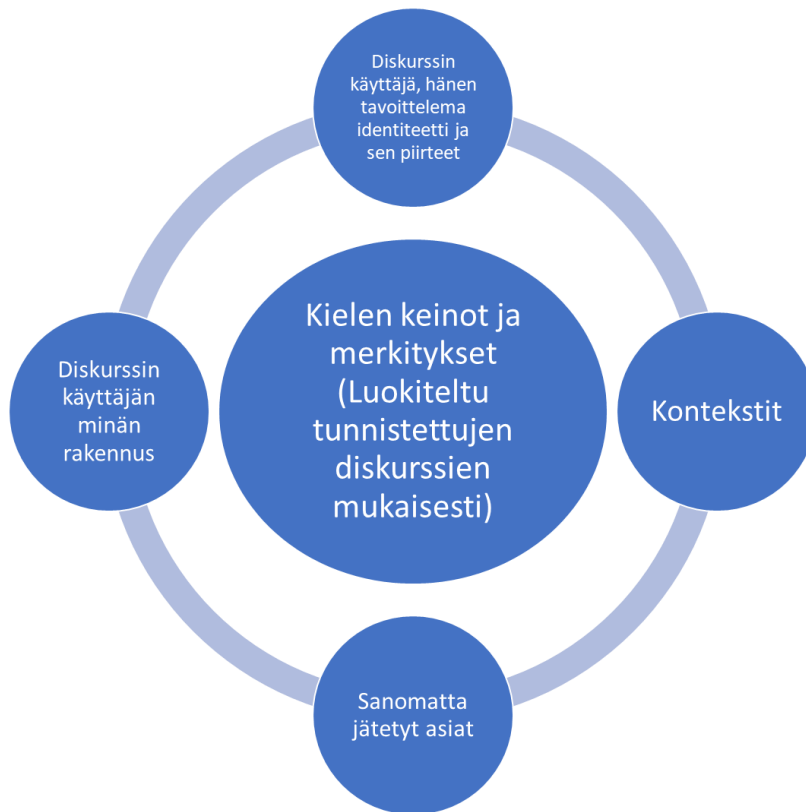 Diskurssin
käyttäjä, hänen
tavoittelema
identiteetti ja
sen piirteet
Kielen keinot ja
merkitykset
(Luokiteltu
tunnistettujen
diskurssien
mukaisesti)
Diskurssin
käyttäjän
minän
rakennus
Kontekstit
Sanomatta
jätetyt asiat